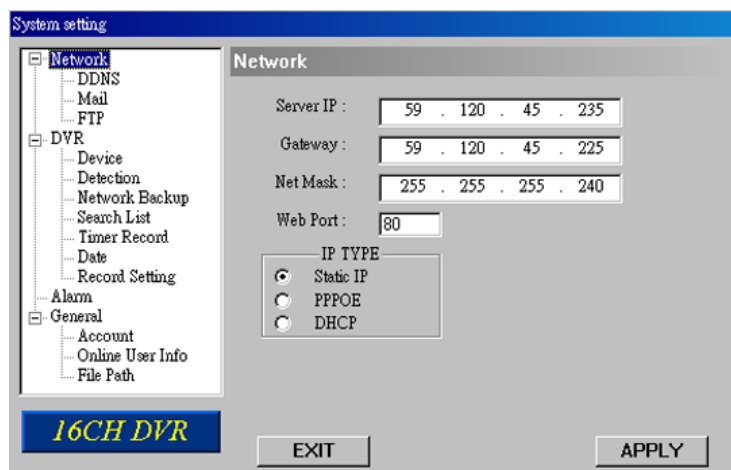 System setting
Network
DDNS
Mail
FTP
DVR
Device
Detection
Network Backup
Search List
Timer Record
Date
Record Setting
Alarm
General
Account
Online User Info
File Path
16CH DVR
Network
Server IP : 59 . 120 . 45 . 235
Gateway : 59 . 120 . 45 . 225
Net Mask : 255 . 255 . 255 . 240
Web Port : 80
IP TYPE
Static IP
PPPOE
DHCP
EXIT
APPLY